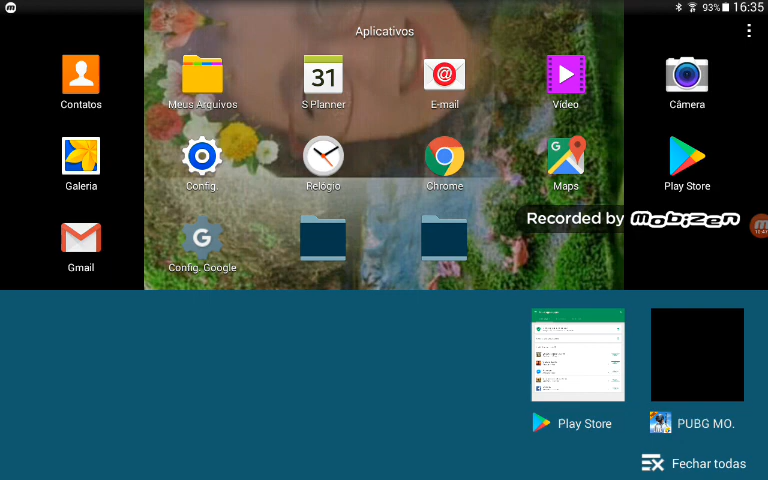 93% 16:35
Aplicativos
31
Contatos
Meus Arquivos
S Planner
E-mail
Vídeo
Câmera
Galeria
Config.
Relógio
Chrome
Maps
Play Store
Recorded by Mobizen
Gmail
Config. Google
Play Store
PUBG MO.
Fechar todas